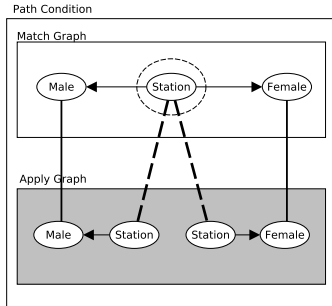 Path Condition
Match Graph
Male Station Female
Apply Graph
Male Station Station Female